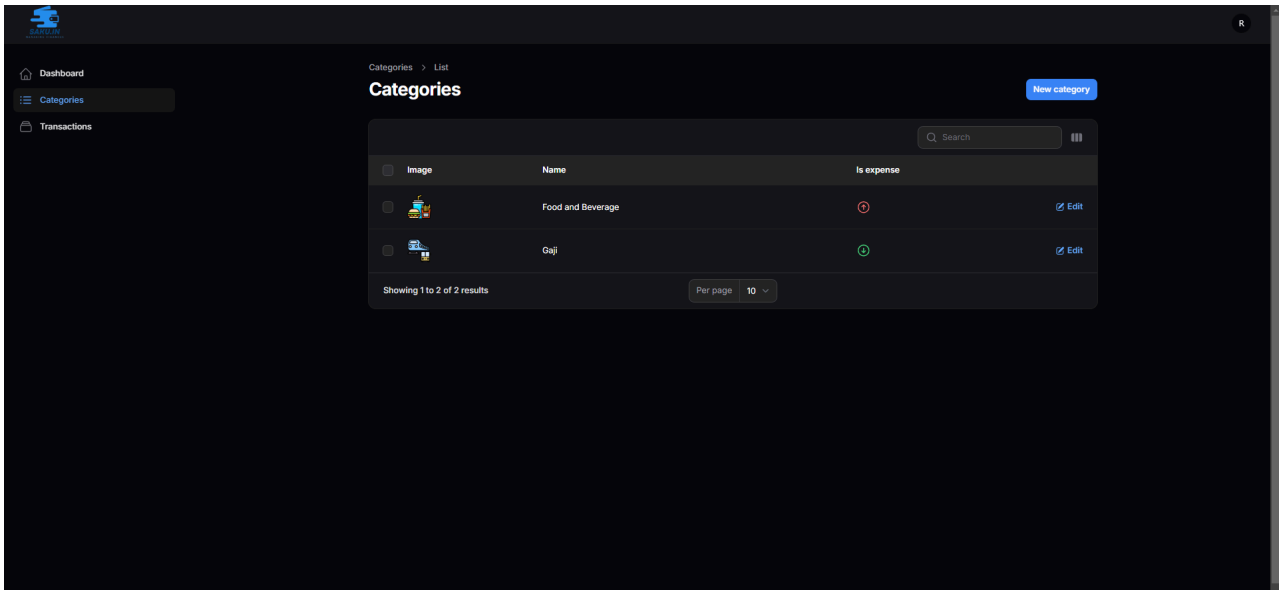 SAKU.IN
R
Dashboard
Categories
Transactions
Categories > List
Categories
New category
Search
Image Name Is expense
Food and Beverage Edit
Gaji Edit
Showing 1 to 2 of 2 results
Per page 10